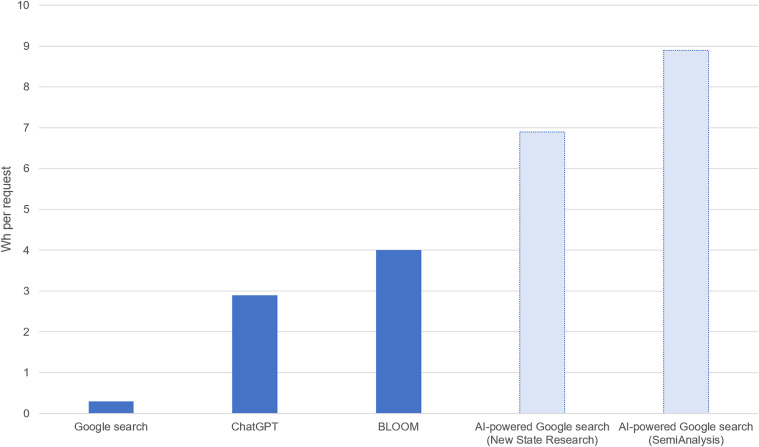 10
9
8
7
6
5
4
3
2
1
0
Wh per request
Google search
ChatGPT
BLOOM
AI-powered Google search
(New State Research)
AI-powered Google search
(SemiAnalysis)